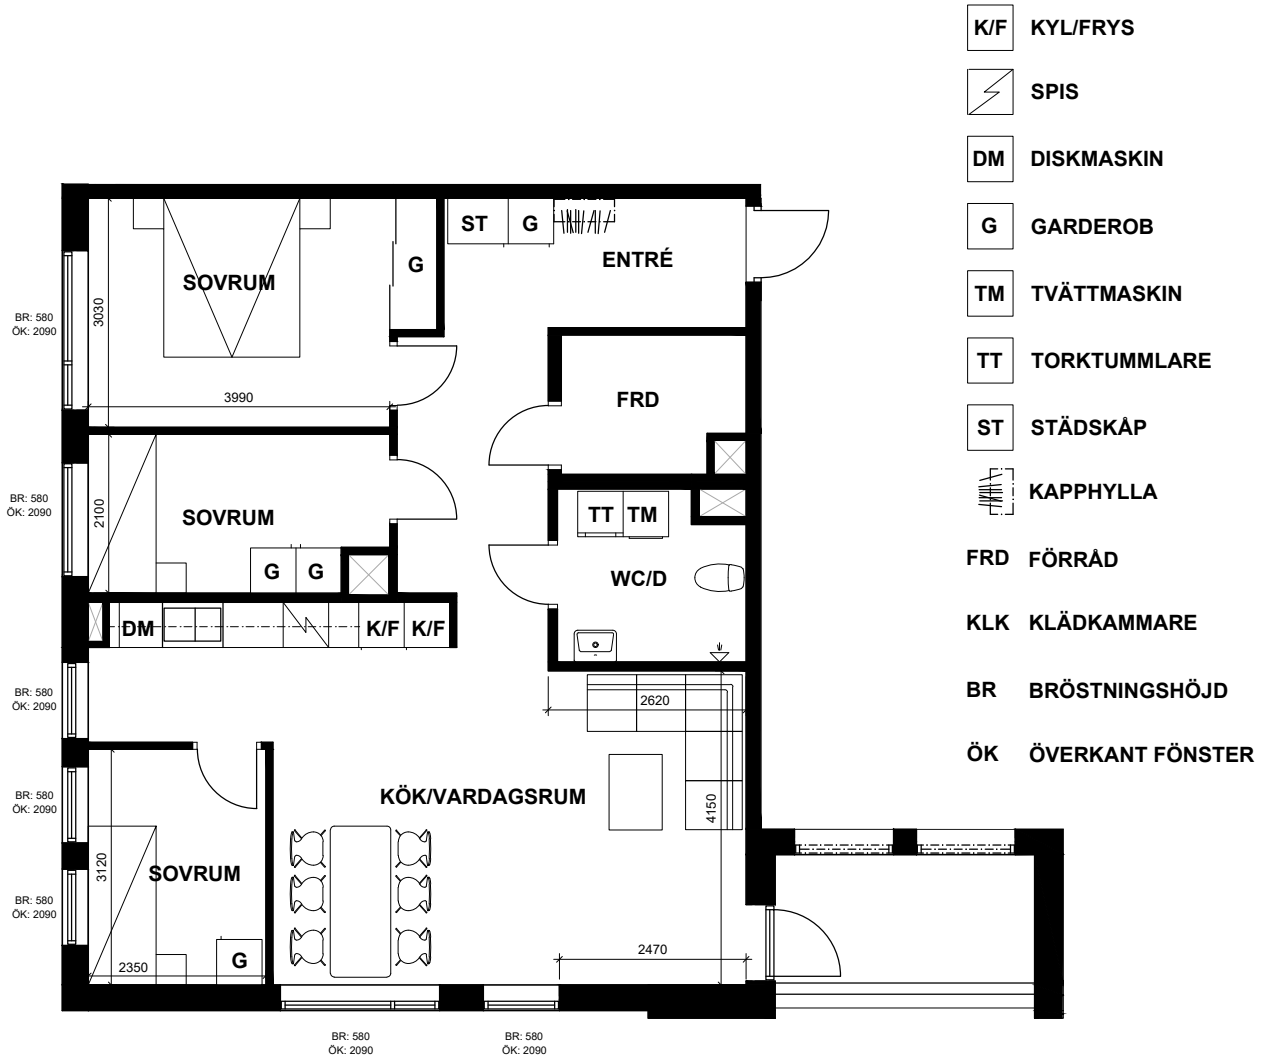 K/F KYL/FRYS
SPIS
DM DISKMASKIN
G GARDEROB
TM TVÄTTMASKIN
TT TORKTUMMLARE
ST STÄDSKÅP
KAPPHYLLA
FRD FÖRRÅD
KLK KLÄDKAMMARE
BR BRÖSTNINGSHÖJD
ÖK ÖVERKANT FÖNSTER
ST G
ENTRÉ
SOVRUM
G
3030
BR: 580
ÖK: 2090
3990
FRD
BR: 580
ÖK: 2090
2100
SOVRUM
G G
TT TM
WC/D
DM K/F K/F
BR: 580
ÖK: 2090
2620
KÖK/VARDAGSRUM
4150
BR: 580
ÖK: 2090
3120
SOVRUM
BR: 580
ÖK: 2090
G
2350
2470
BR: 580
ÖK: 2090
BR: 580
ÖK: 2090